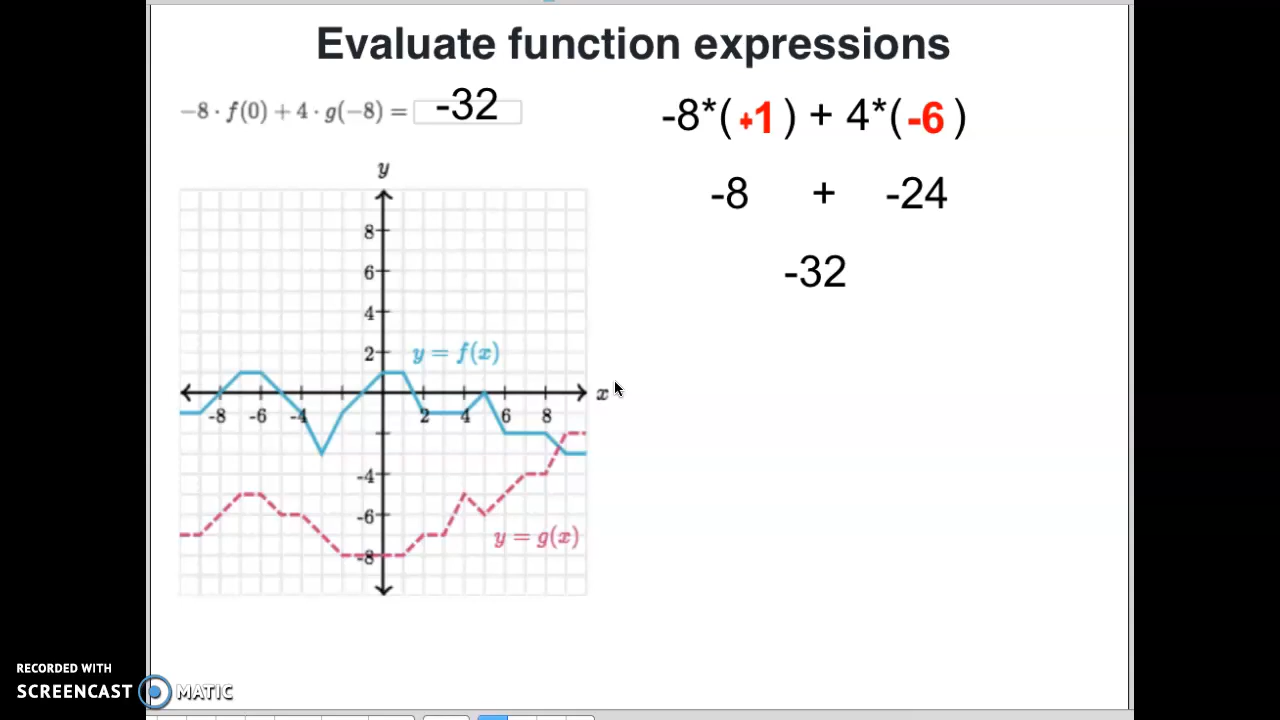 Evaluate function expressions
−8 · f(0) + 4 · g(−8) = -32
-8*( +1 ) + 4*( -6 )
-8 + -24
-32
y
8
6
4
2
y = f(x)
x
-8 -6 -4 2 4 6 8
-4
-6
y = g(x)
-8
RECORDED WITH
SCREENCAST MATIC